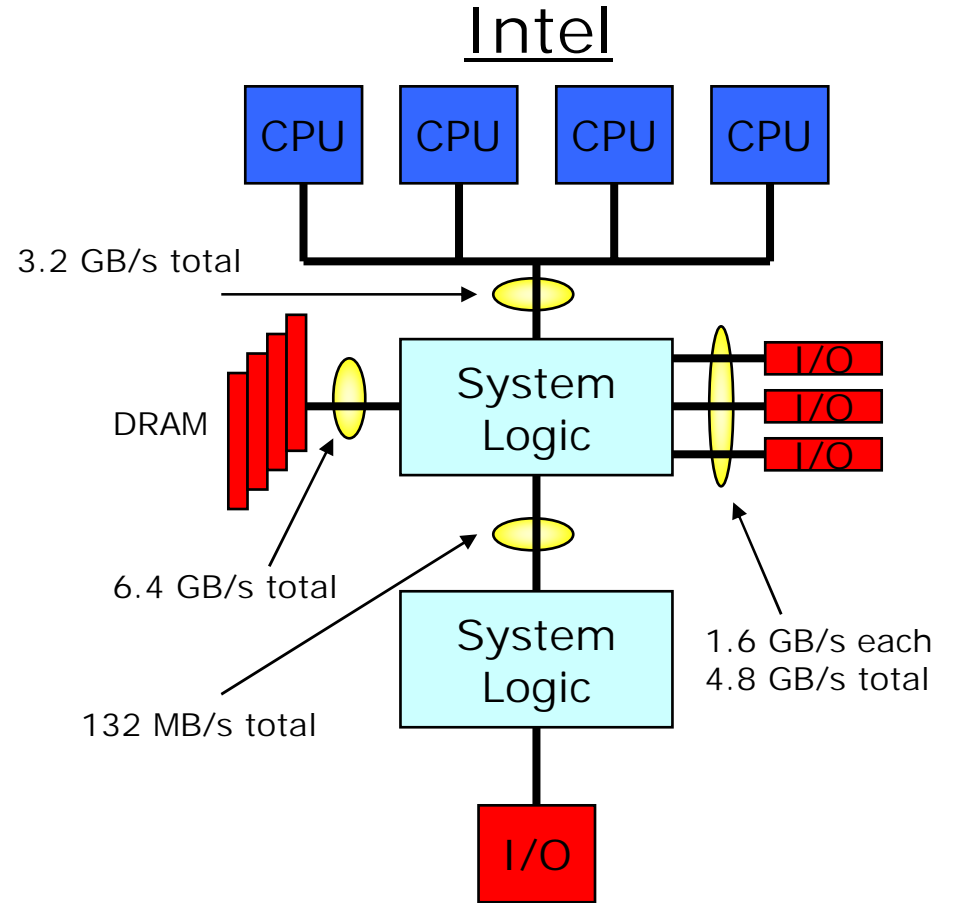 Intel
CPU CPU CPU CPU
3.2 GB/s total
System
Logic
DRAM
I/O
I/O
I/O
6.4 GB/s total
System
Logic
1.6 GB/s each
4.8 GB/s total
132 MB/s total
I/O